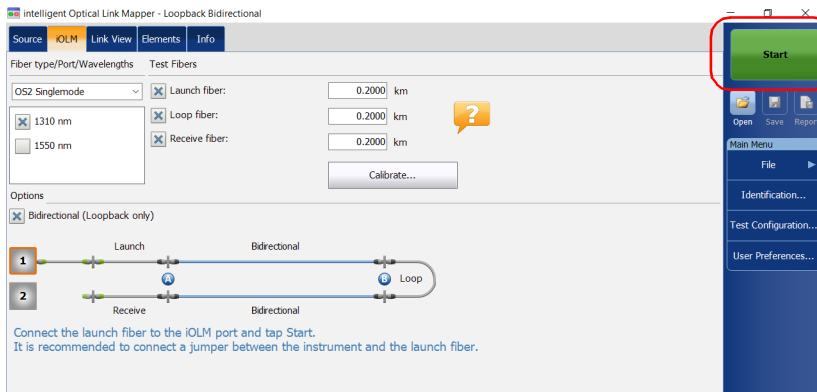 intelligent Optical Link Mapper - Loopback Bidirectional
Source iOLM Link View Elements Info
Start
Fiber type/Port/Wavelengths Test Fibers
OS2 Singlemode
Launch fiber: 0.2000 km
1310 nm
Loop fiber: 0.2000 km
1550 nm
Receive fiber: 0.2000 km
?
Open Save Repor
Calibrate...
Main Menu
File
Identification...
Test Configuration...
User Preferences...
Options
Bidirectional (Loopback only)
Launch Bidirectional
1
A B Loop
2
Receive Bidirectional
Connect the launch fiber to the iOLM port and tap Start.
It is recommended to connect a jumper between the instrument and the launch fiber.